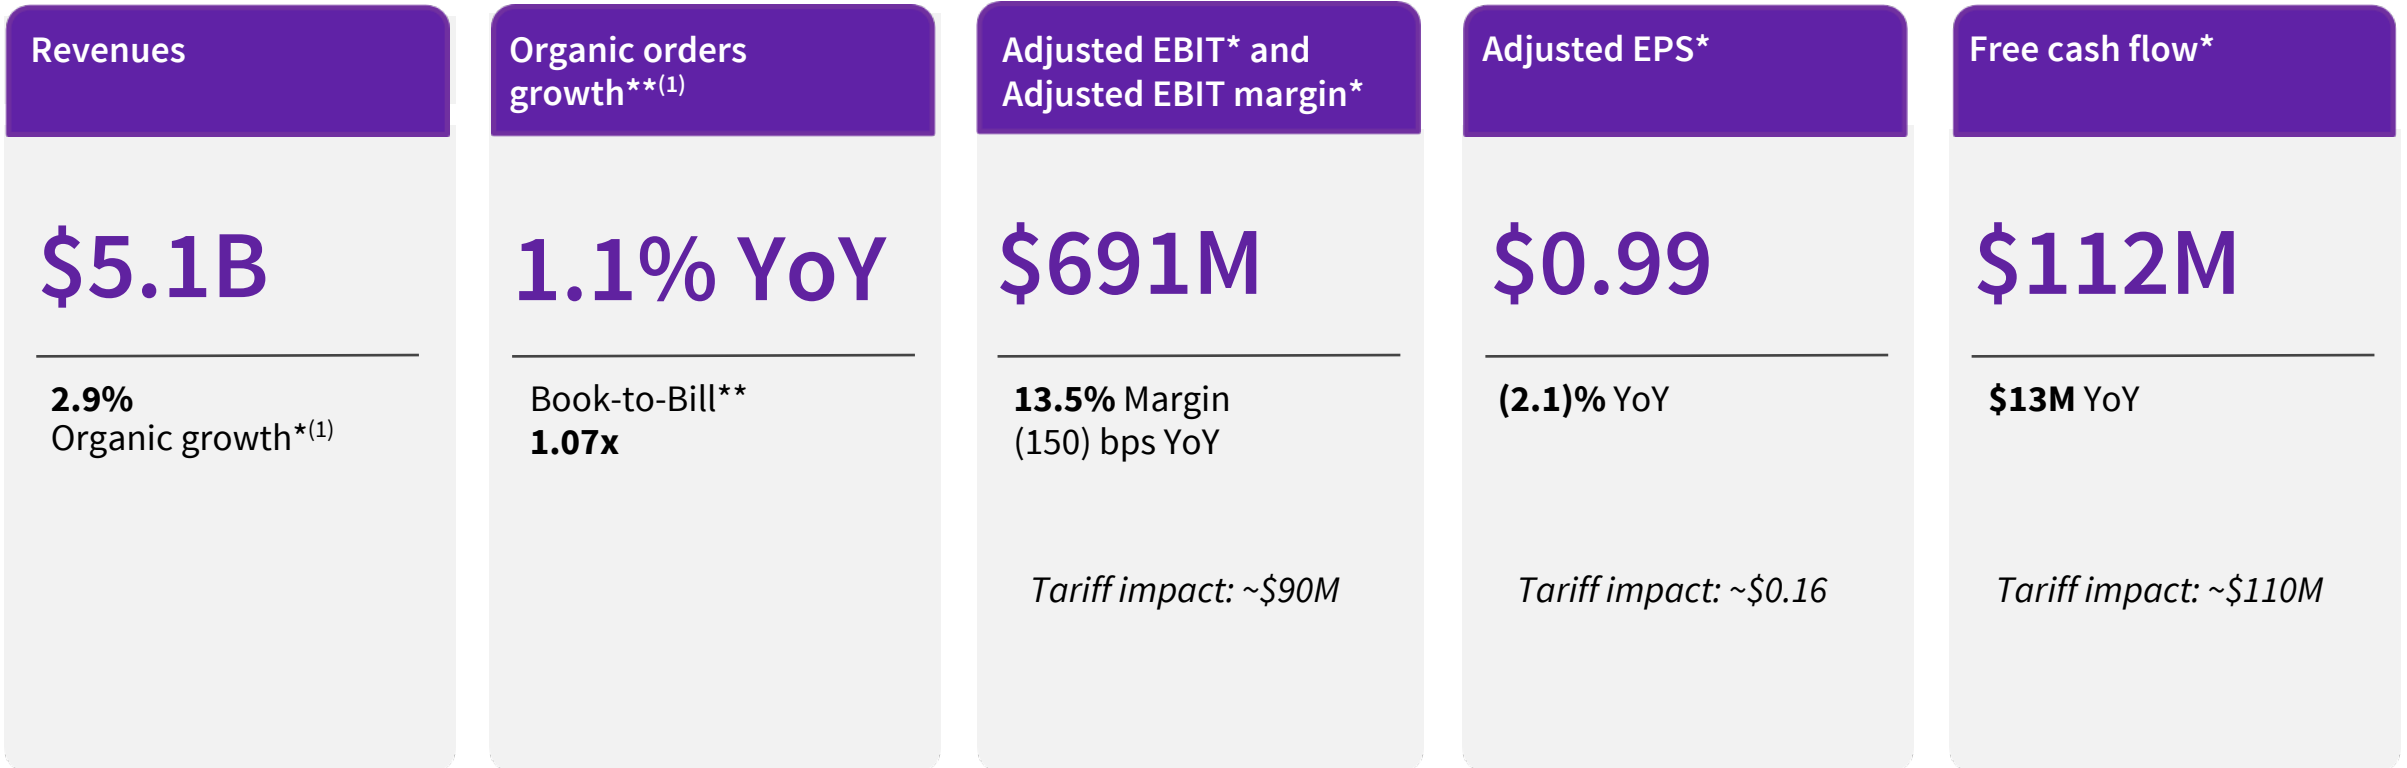 Revenues
$5.1B
2.9%
Organic growth*(1)
Organic orders
growth**(1)
1.1% YoY
Book-to-Bill**
1.07x
Adjusted EBIT* and
Adjusted EBIT margin*
$691M
13.5% Margin
(150) bps YoY
Tariff impact: ~$90M
Adjusted EPS*
$0.99
(2.1)% YoY
Tariff impact: ~$0.16
Free cash flow*
$112M
$13M YoY
Tariff impact: ~$110M